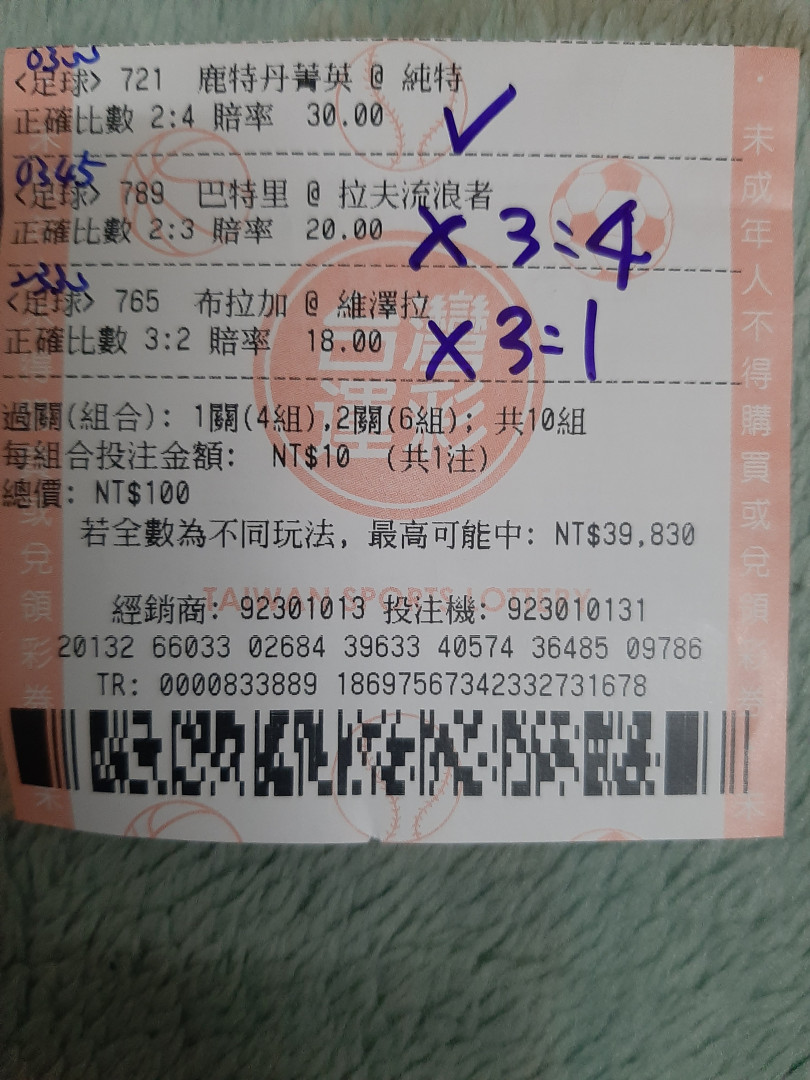 0300
<足球> 721 鹿特丹菁英 @ 純特
正確比數 2:4 賠率 30.00 ✓
0345
<足球> 789 巴特里 @ 拉夫流浪者
正確比數 2:3 賠率 20.00 X 3:4
<足球> 765 布拉加 @ 維澤拉
正確比數 3:2 賠率 18.00 X 3:1
過關(組合): 1關(4組),2關(6組); 共10組
每組合投注金額: NT$10 (共1注)
總價: NT$100
若全數為不同玩法, 最高可能中: NT$39,830
TAIWAN SPORTS LOTTERY
經銷商: 92301013 投注機: 923010131
20132 66033 02684 39633 40574 36485 09786
TR: 0000833889 18697567342332731678
台灣
運彩
未成年人不得購買或兌領彩券